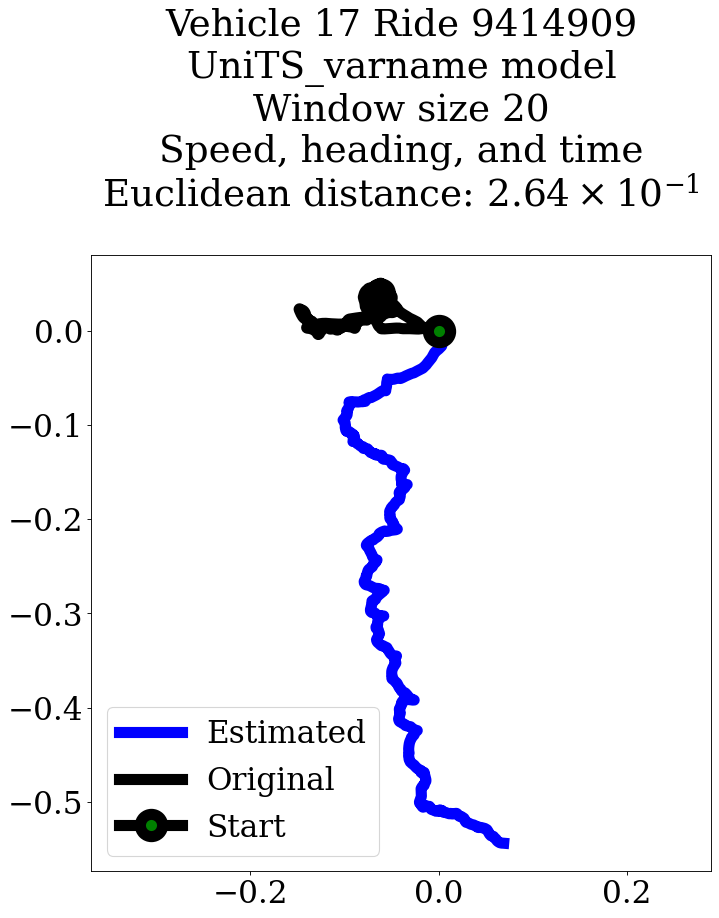 Vehicle 17 Ride 9414909
UniTS_varname model
Window size 20
Speed, heading, and time
Euclidean distance: 2.64 × 10⁻¹
0.0
−0.1
−0.2
−0.3
−0.4
−0.5
Estimated
Original
Start
−0.2 0.0 0.2